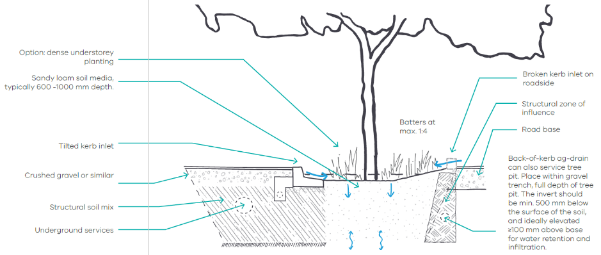 Option: dense understorey
planting
Sandy loam soil media,
typically 600 -1000 mm depth.
Tilted kerb inlet
Crushed gravel or similar
Structural soil mix
Underground services
Batters at
max. 1:4
Broken kerb inlet on
roadside
Structural zone of
influence
Road base
Back-of-kerb ag-drain
can also service tree
pit. Place within gravel
trench, full depth of tree
pit. The invert should
be min. 500 mm below
the surface of the soil,
and ideally elevated
≥100 mm above base
for water retention and
infiltration.